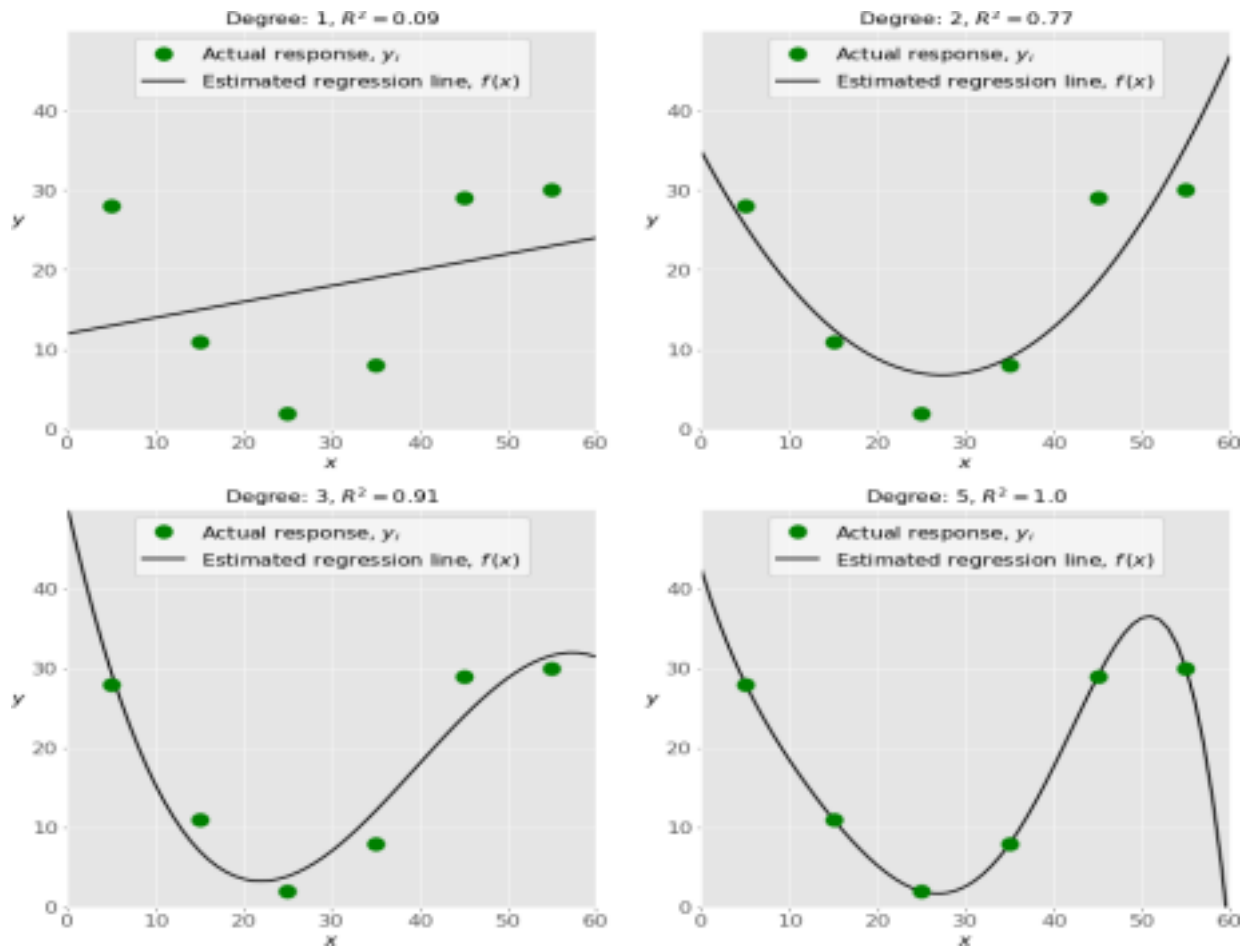 Degree: 1, R² = 0.09
Actual response, yᵢ
Estimated regression line, f(x)
40
30
y
20
10
0
0 10 20 30 40 50 60
x
Degree: 2, R² = 0.77
Actual response, yᵢ
Estimated regression line, f(x)
40
30
y
20
10
0
0 10 20 30 40 50 60
x
Degree: 3, R² = 0.91
Actual response, yᵢ
Estimated regression line, f(x)
40
30
y
20
10
0
0 10 20 30 40 50 60
x
Degree: 5, R² = 1.0
Actual response, yᵢ
Estimated regression line, f(x)
40
30
y
20
10
0
0 10 20 30 40 50 60
x